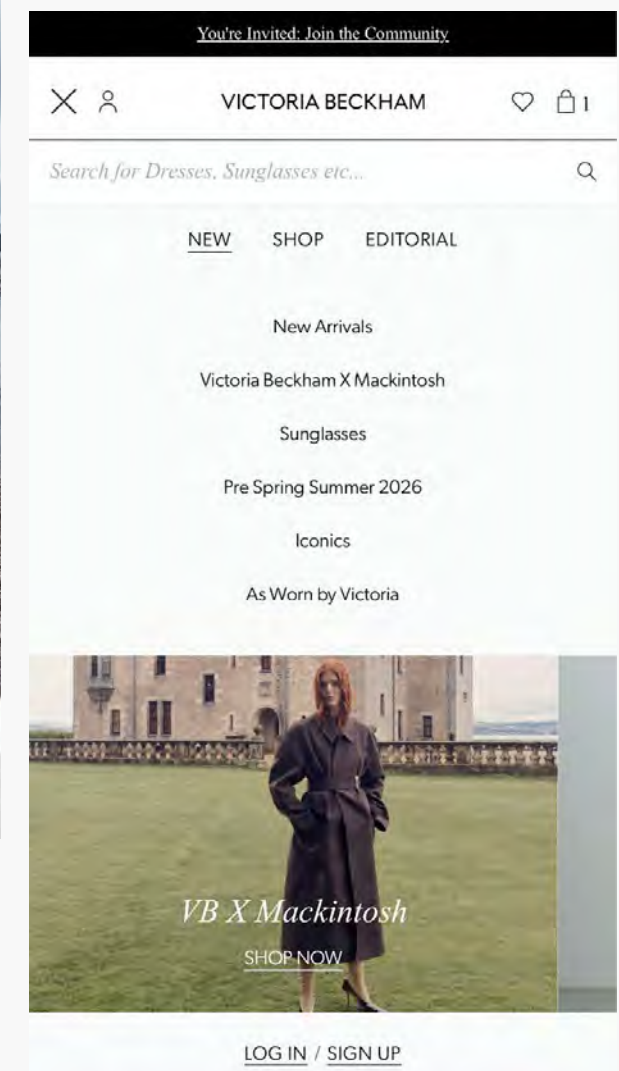 You're Invited: Join the Community
VICTORIA BECKHAM
1
Search for Dresses, Sunglasses etc...
NEW SHOP EDITORIAL
New Arrivals
Victoria Beckham X Mackintosh
Sunglasses
Pre Spring Summer 2026
Iconics
As Worn by Victoria
VB X Mackintosh
SHOP NOW
LOG IN / SIGN UP